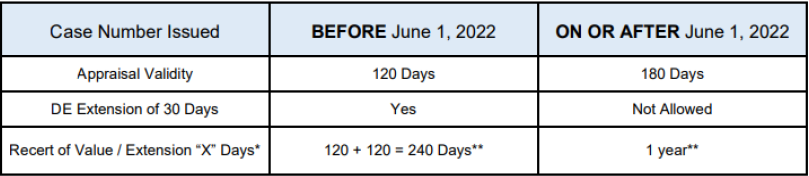 Case Number Issued BEFORE June 1, 2022 ON OR AFTER June 1, 2022
Appraisal Validity 120 Days 180 Days
DE Extension of 30 Days Yes Not Allowed
Recert of Value / Extension “X” Days* 120 + 120 = 240 Days** 1 year**